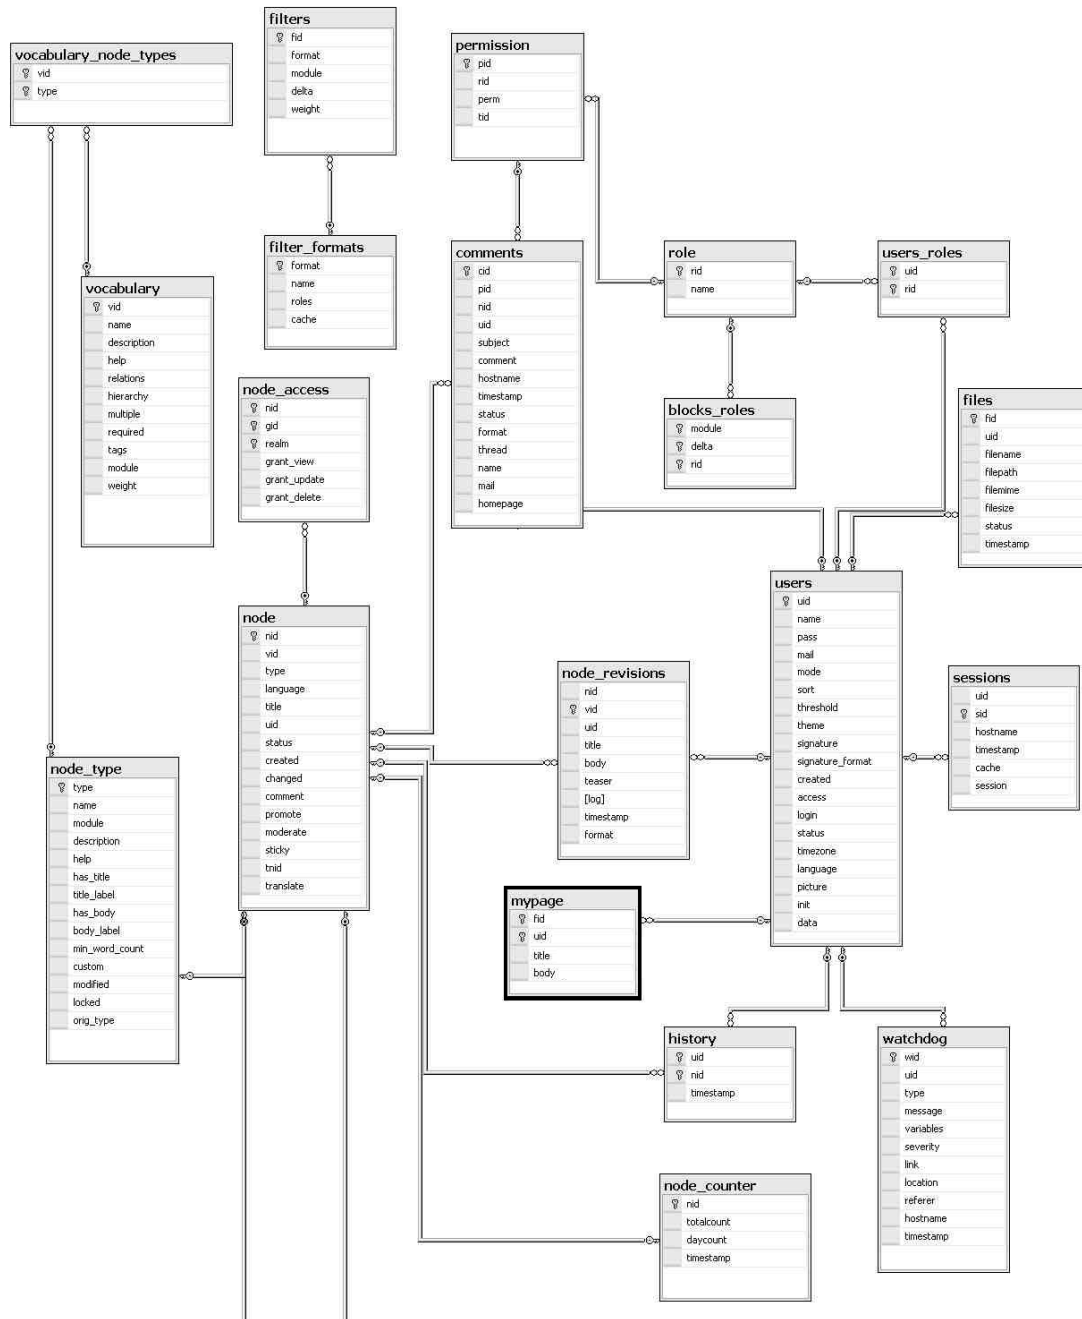 filters
fid
format
module
delta
weight
vocabulary_node_types
vid
type
permission
pid
rid
perm
tid
filter_formats
format
name
roles
cache
comments
cid
pid
nid
uid
subject
comment
hostname
timestamp
status
format
thread
name
mail
homepage
role
rid
name
users_roles
uid
rid
vocabulary
vid
name
description
help
relations
hierarchy
multiple
required
tags
module
weight
node_access
nid
gid
realm
grant_view
grant_update
grant_delete
blocks_roles
module
delta
rid
files
fid
uid
filename
filepath
filemime
filesize
status
timestamp
users
uid
name
pass
mail
mode
sort
threshold
theme
signature
signature_format
created
access
login
status
timezone
language
picture
init
data
node
nid
vid
type
language
title
uid
status
created
changed
comment
promote
moderate
sticky
tnid
translate
node_revisions
nid
vid
uid
title
body
teaser
[log]
timestamp
format
sessions
uid
sid
hostname
timestamp
cache
session
node_type
type
name
module
description
help
has_title
title_label
has_body
body_label
min_word_count
custom
modified
locked
orig_type
mypage
fid
uid
title
body
history
uid
nid
timestamp
watchdog
wid
uid
type
message
variables
severity
link
location
referer
hostname
timestamp
node_counter
nid
totalcount
daycount
timestamp